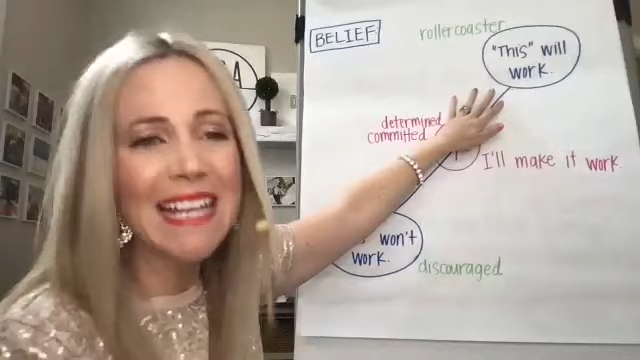 BELIEF
rollercoaster
"This" will
work.
determined
committed
I'll make it work
won't
work.
discouraged